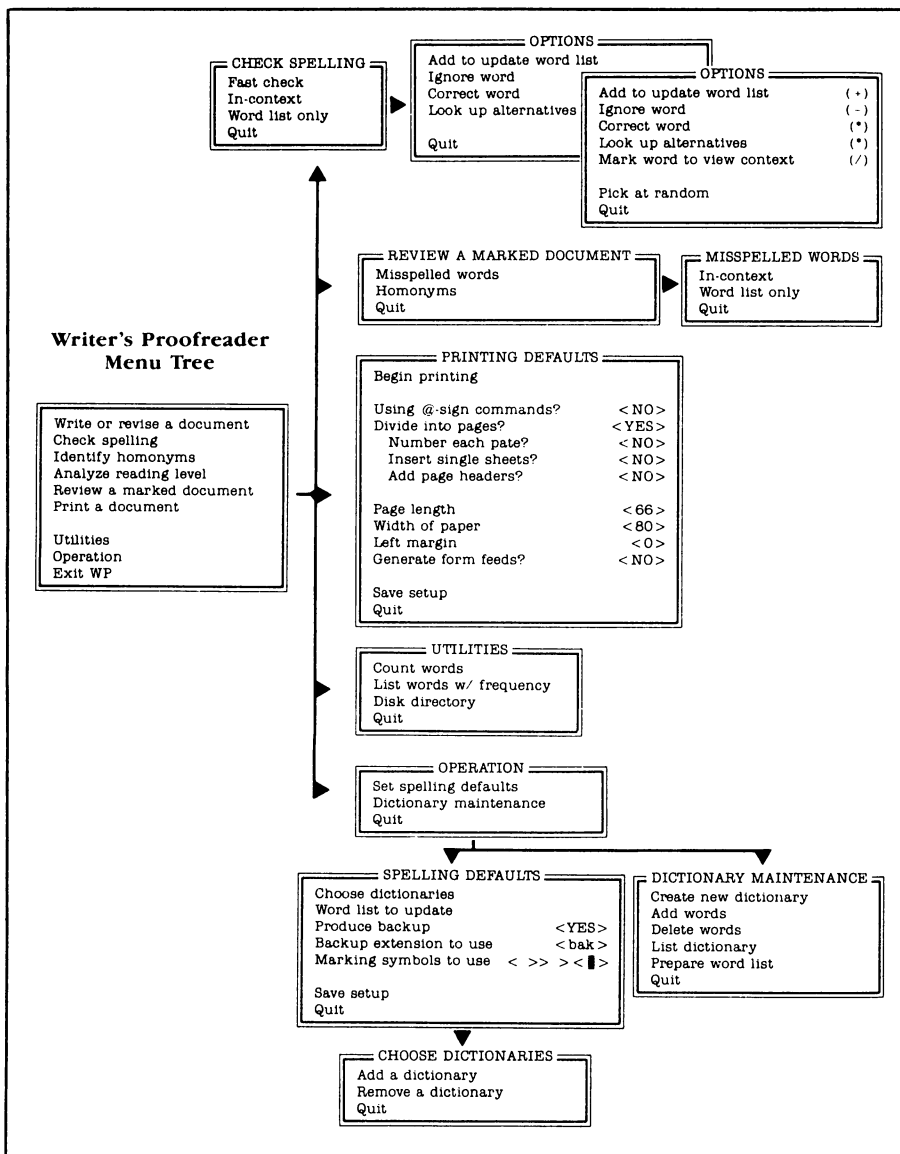 CHECK SPELLING
Fast check
In-context
Word list only
Quit
OPTIONS
Add to update word list
Ignore word
Correct word
Look up alternatives
Quit
OPTIONS
Add to update word list (+)
Ignore word (-)
Correct word (*)
Look up alternatives (*)
Mark word to view context (/)
Pick at random
Quit
REVIEW A MARKED DOCUMENT
Misspelled words
Homonyms
Quit
MISSPELLED WORDS
In-context
Word list only
Quit
Writer's Proofreader
Menu Tree
Write or revise a document
Check spelling
Identify homonyms
Analyze reading level
Review a marked document
Print a document
Utilities
Operation
Exit WP
PRINTING DEFAULTS
Begin printing
Using @-sign commands? <NO>
Divide into pages? <YES>
Number each pate? <NO>
Insert single sheets? <NO>
Add page headers? <NO>
Page length <66>
Width of paper <80>
Left margin <0>
Generate form feeds? <NO>
Save setup
Quit
UTILITIES
Count words
List words w/ frequency
Disk directory
Quit
OPERATION
Set spelling defaults
Dictionary maintenance
Quit
SPELLING DEFAULTS
Choose dictionaries
Word list to update
Produce backup <YES>
Backup extension to use <bak>
Marking symbols to use < >> ><▮>
Save setup
Quit
DICTIONARY MAINTENANCE
Create new dictionary
Add words
Delete words
List dictionary
Prepare word list
Quit
CHOOSE DICTIONARIES
Add a dictionary
Remove a dictionary
Quit